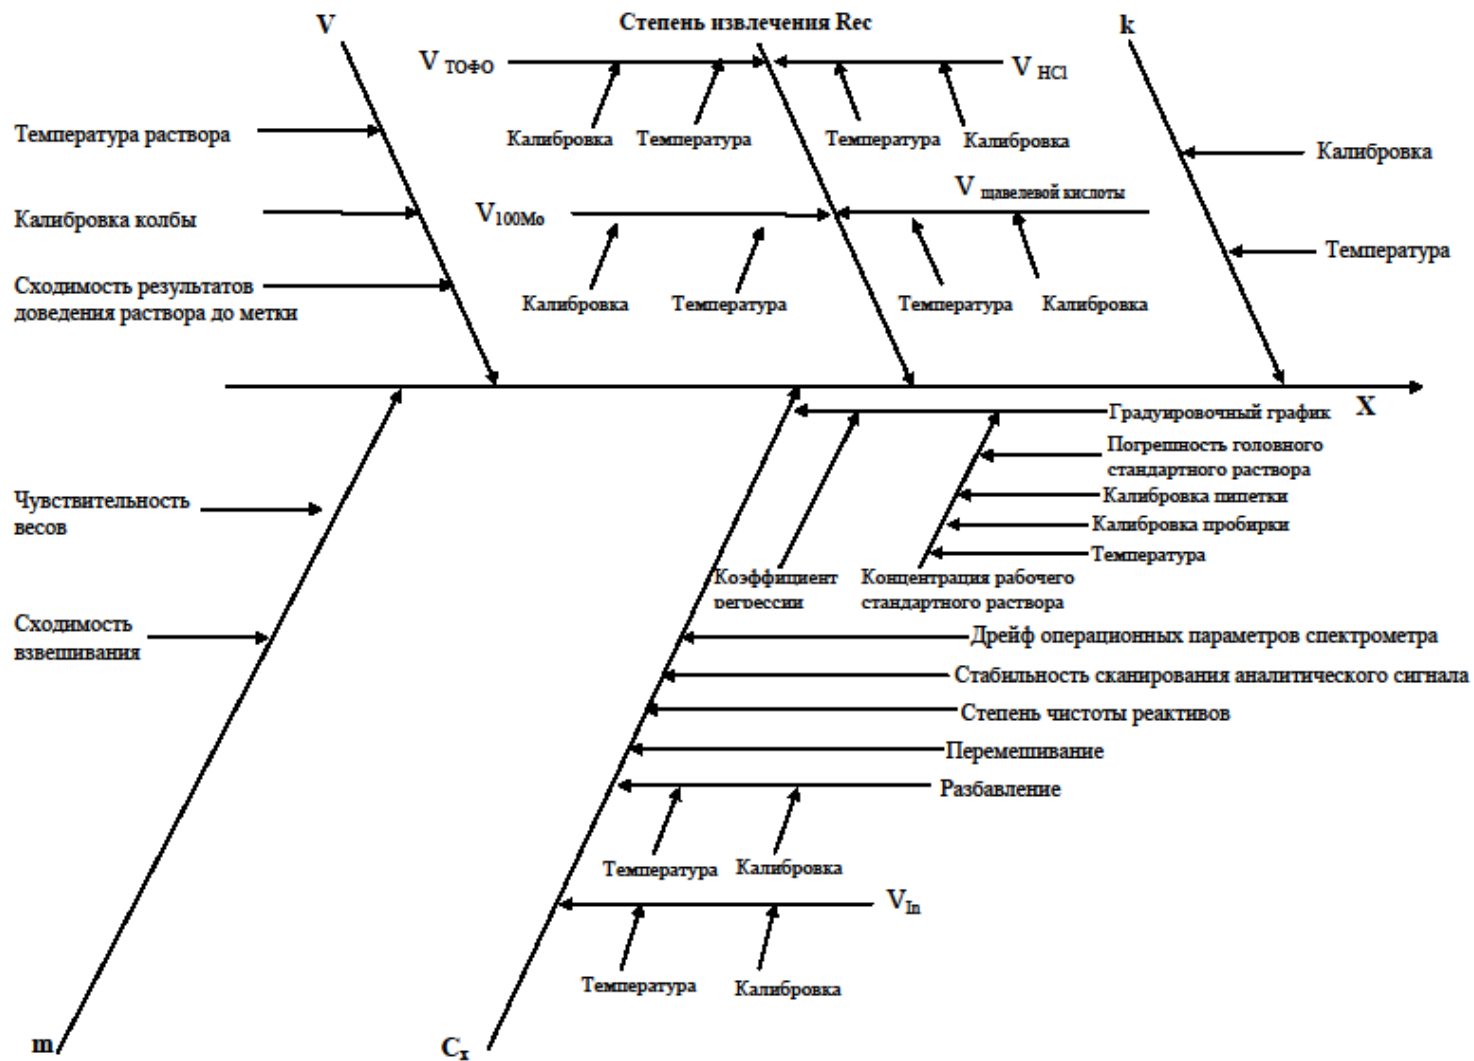 V
Степень извлечения Rec
k
V ТОФО
V HCl
Калибровка
Температура
Температура
Калибровка
Температура раствора
Калибровка
V щавелевой кислоты
Калибровка колбы
V100Mo
Температура
Сходимость результатов
доведения раствора до метки
Калибровка
Температура
Температура
Калибровка
X
Градуировочный график
Погрешность головного
стандартного раствора
Чувствительность
весов
Калибровка пипетки
Калибровка пробирки
Температура
Коэффициент
регрессии
Концентрация рабочего
стандартного раствора
Сходимость
взвешивания
Дрейф операционных параметров спектрометра
Стабильность сканирования аналитического сигнала
Степень чистоты реактивов
Перемешивание
Разбавление
Температура
Калибровка
VIn
Температура
Калибровка
m
Cx